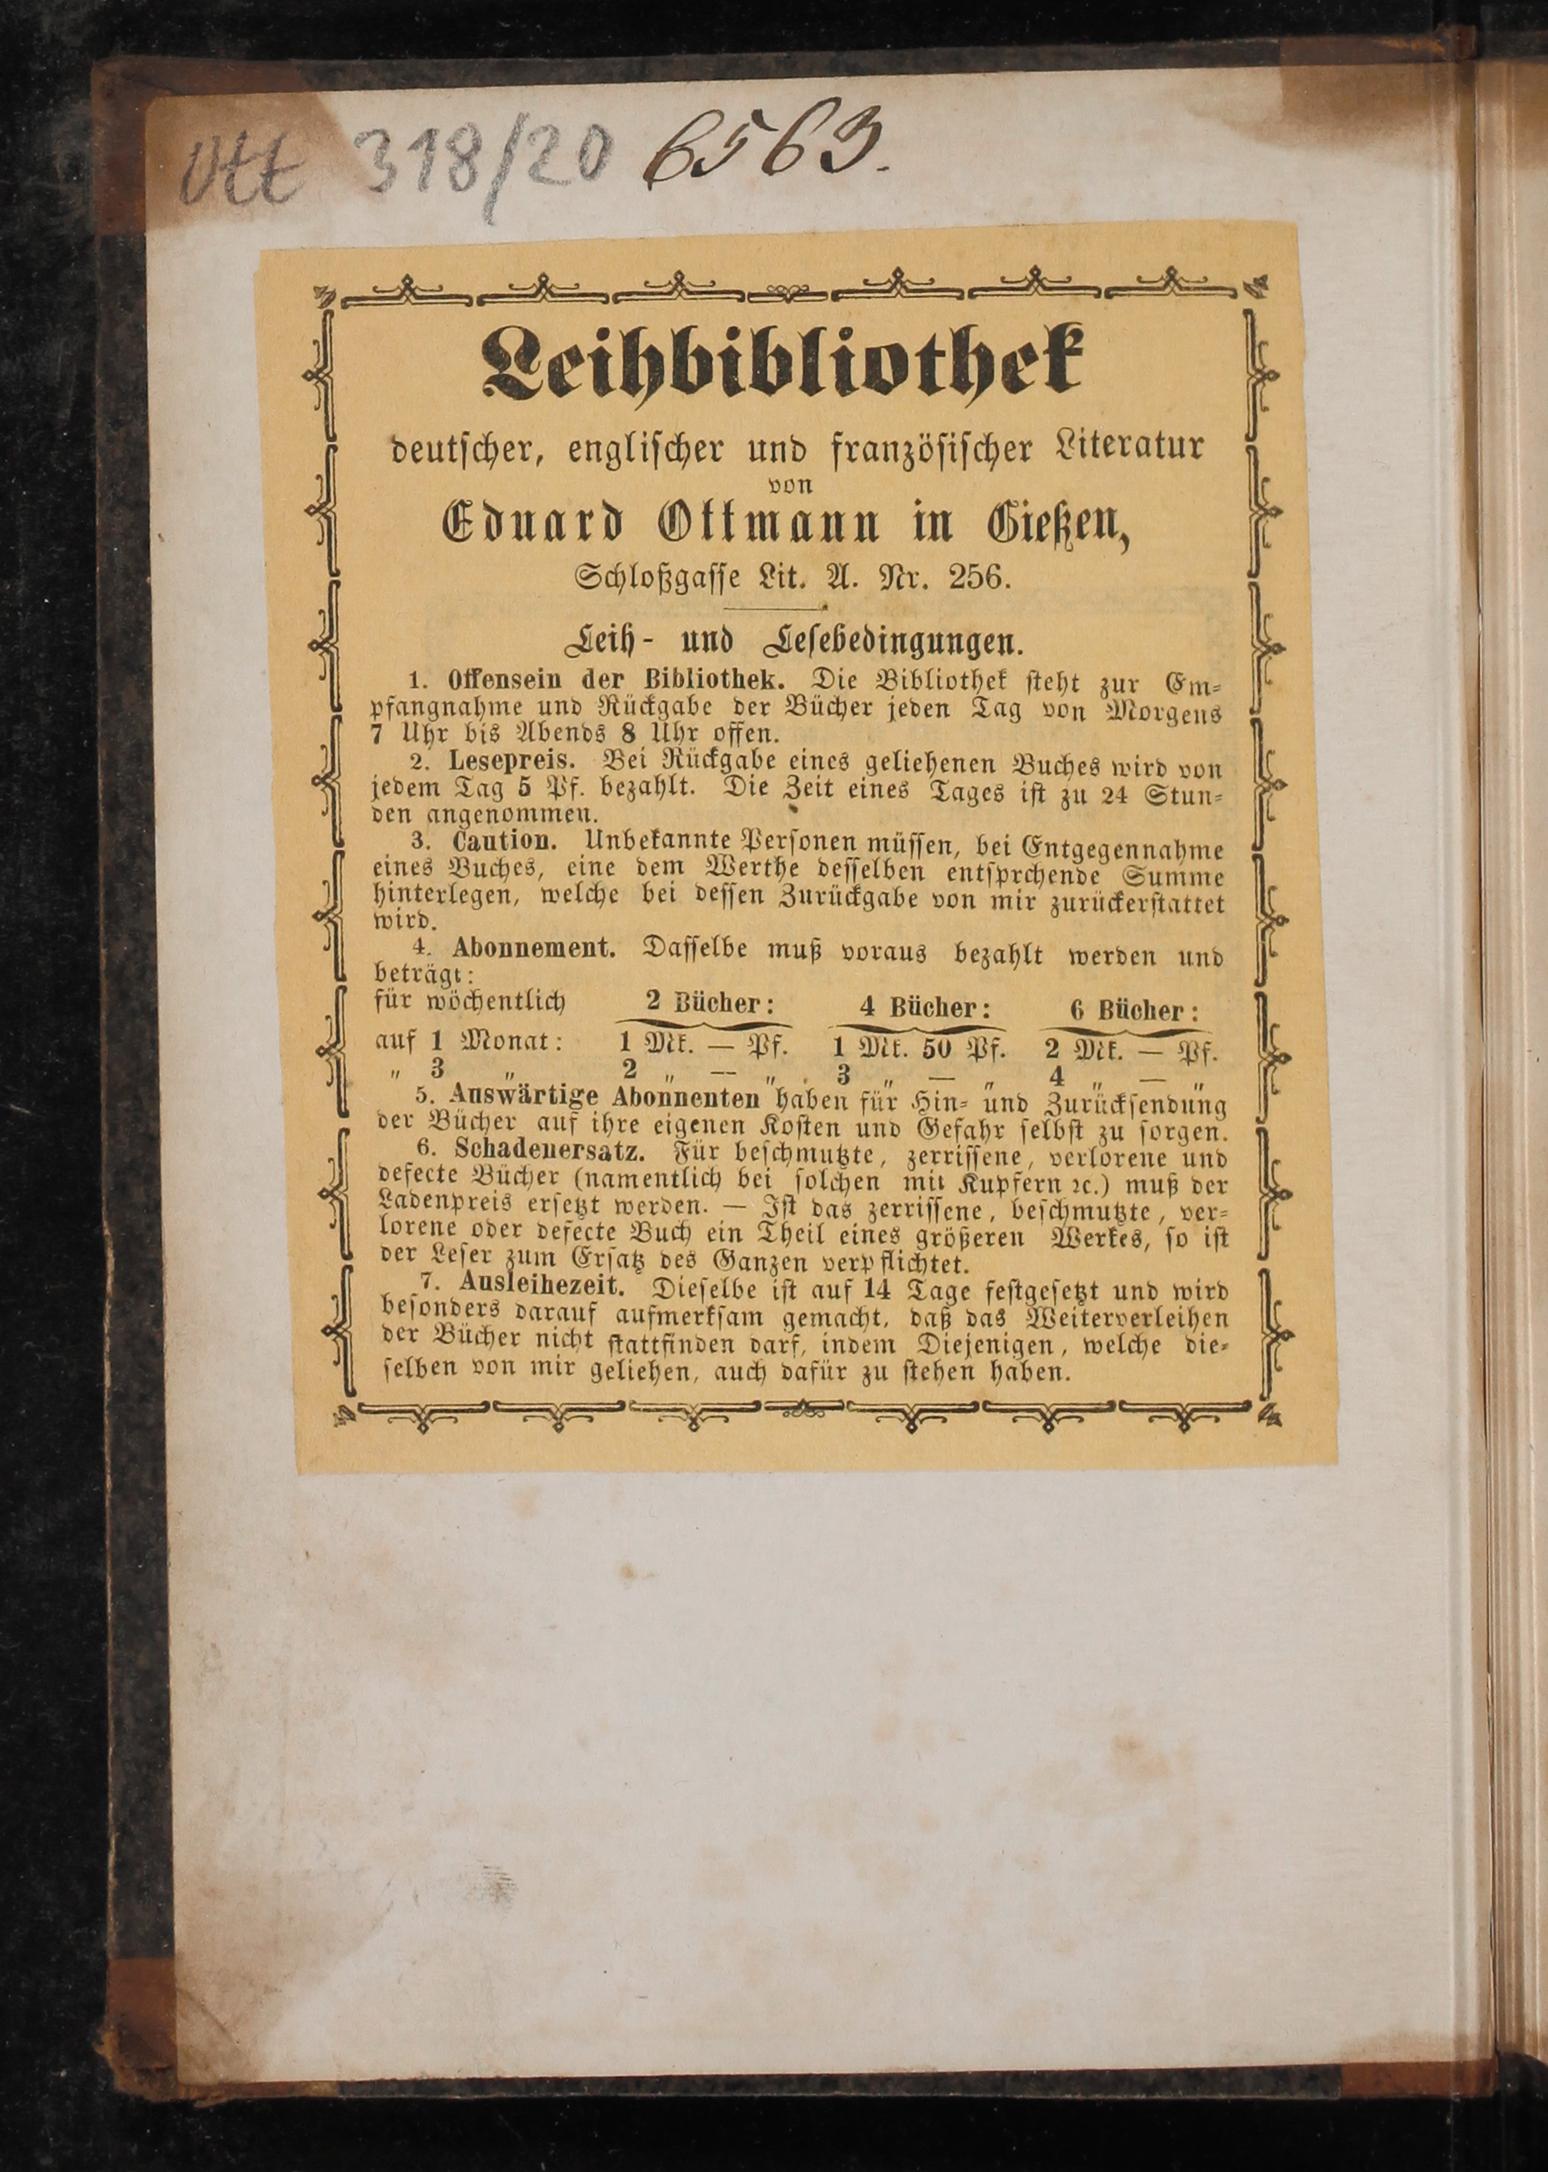 Ott 318/20 6563.
Leihbibliothek
deutscher, englischer und französischer Literatur
von
Eduard Ottmann in Gießen,
Schloßgasse Lit. A. Nr. 256.
Leih- und Lesebedingungen.
1. Offensein der Bibliothek. Die Bibliothek steht zur Em-
pfangnahme und Rückgabe der Bücher jeden Tag von Morgens
7 Uhr bis Abends 8 Uhr offen.
2. Lesepreis. Bei Rückgabe eines geliehenen Buches wird von
jedem Tag 5 Pf. bezahlt. Die Zeit eines Tages ist zu 24 Stun-
den angenommen.
3. Caution. Unbekannte Personen müssen, bei Entgegennahme
eines Buches, eine dem Werthe desselben entsprchende Summe
hinterlegen, welche bei dessen Zurückgabe von mir zurückerstattet
wird.
4. Abonnement. Dasselbe muß voraus bezahlt werden und
beträgt:
für wöchentlich 2 Bücher: 4 Bücher: 6 Bücher:
auf 1 Monat: 1 Mk. — Pf. 1 Mk. 50 Pf. 2 Mk. — Pf.
„ 3 „ 2 „ — „ 3 „ — „ 4 „ — „
5. Auswärtige Abonnenten haben für Hin- und Zurücksendung
der Bücher auf ihre eigenen Kosten und Gefahr selbst zu sorgen.
6. Schadenersatz. Für beschmutzte, zerrissene, verlorene und
defecte Bücher (namentlich bei solchen mit Kupfern ꝛc.) muß der
Ladenpreis ersetzt werden. — Ist das zerrissene, beschmutzte, ver-
lorene oder defecte Buch ein Theil eines größeren Werkes, so ist
der Leser zum Ersatz des Ganzen verpflichtet.
7. Ausleihezeit. Dieselbe ist auf 14 Tage festgesetzt und wird
besonders darauf aufmerksam gemacht, daß das Weiterverleihen
der Bücher nicht stattfinden darf, indem Diejenigen, welche die-
selben von mir geliehen, auch dafür zu stehen haben.